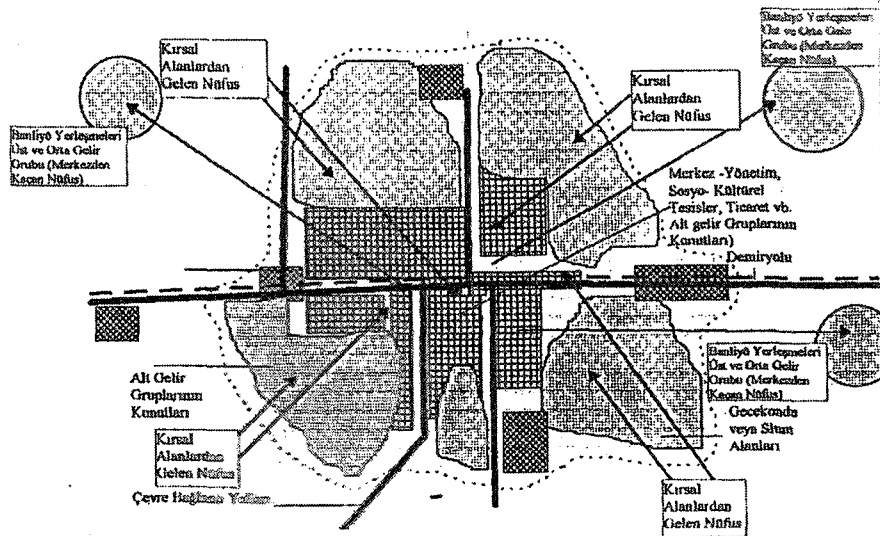 Kırsal
Alanlardan
Gelen Nüfus
Banliyö Yerleşmeleri
Üst ve Orta Gelir
Grubu (Merkezden
Kaçan Nüfus)
Kırsal
Alanlardan
Gelen Nüfus
Banliyö Yerleşmeleri
Üst ve Orta Gelir
Grubu (Merkezden
Kaçan Nüfus)
Merkez -Yönetim,
Sosyo- Kültürel
Tesisler, Ticaret vb.
Alt gelir Gruplarının
Konutları)
Demiryolu
Banliyö Yerleşmeleri
Üst ve Orta Gelir
Grubu (Merkezden
Kaçan Nüfus)
Gecekondu
veya Slum
Alanları
Alt Gelir
Gruplarının
Konutları
Kırsal
Alanlardan
Gelen Nüfus
Çevre Bağlantı Yolları
Kırsal
Alanlardan
Gelen Nüfus